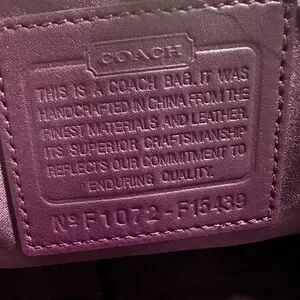 COACH
THIS IS A COACH BAG. IT WAS
HANDCRAFTED IN CHINA FROM THE
FINEST MATERIALS AND LEATHER.
ITS SUPERIOR CRAFTSMANSHIP
REFLECTS OUR COMMITMENT TO
ENDURING QUALITY.
Nº F1072-F15439